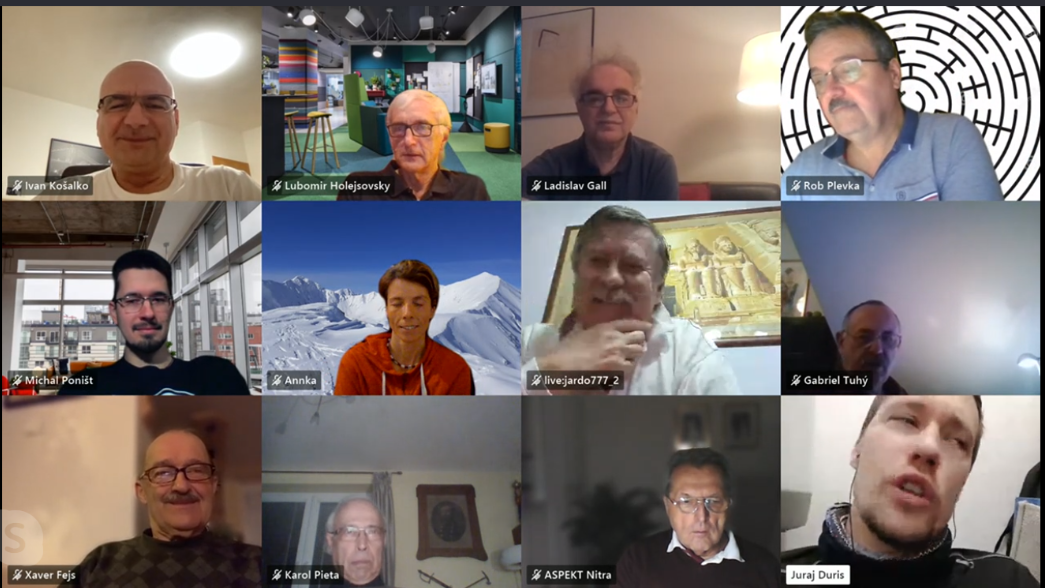 Ivan Košalko
Lubomir Holejsovsky
Ladislav Gall
Rob Plevka
Michal Poništ
Annka
live:jardo777_2
Gabriel Tuhý
Xaver Fejs
Karol Pieta
ASPEKT Nitra
Juraj Duris
S